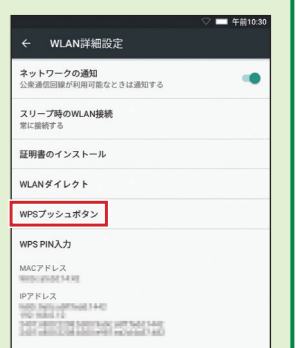 午前10:30
← WLAN詳細設定
ネットワークの通知
公衆通信回線が利用可能なときは通知する
スリープ時のWLAN接続
常に接続する
証明書のインストール
WLANダイレクト
WPSプッシュボタン
WPS PIN入力
MACアドレス
IPアドレス